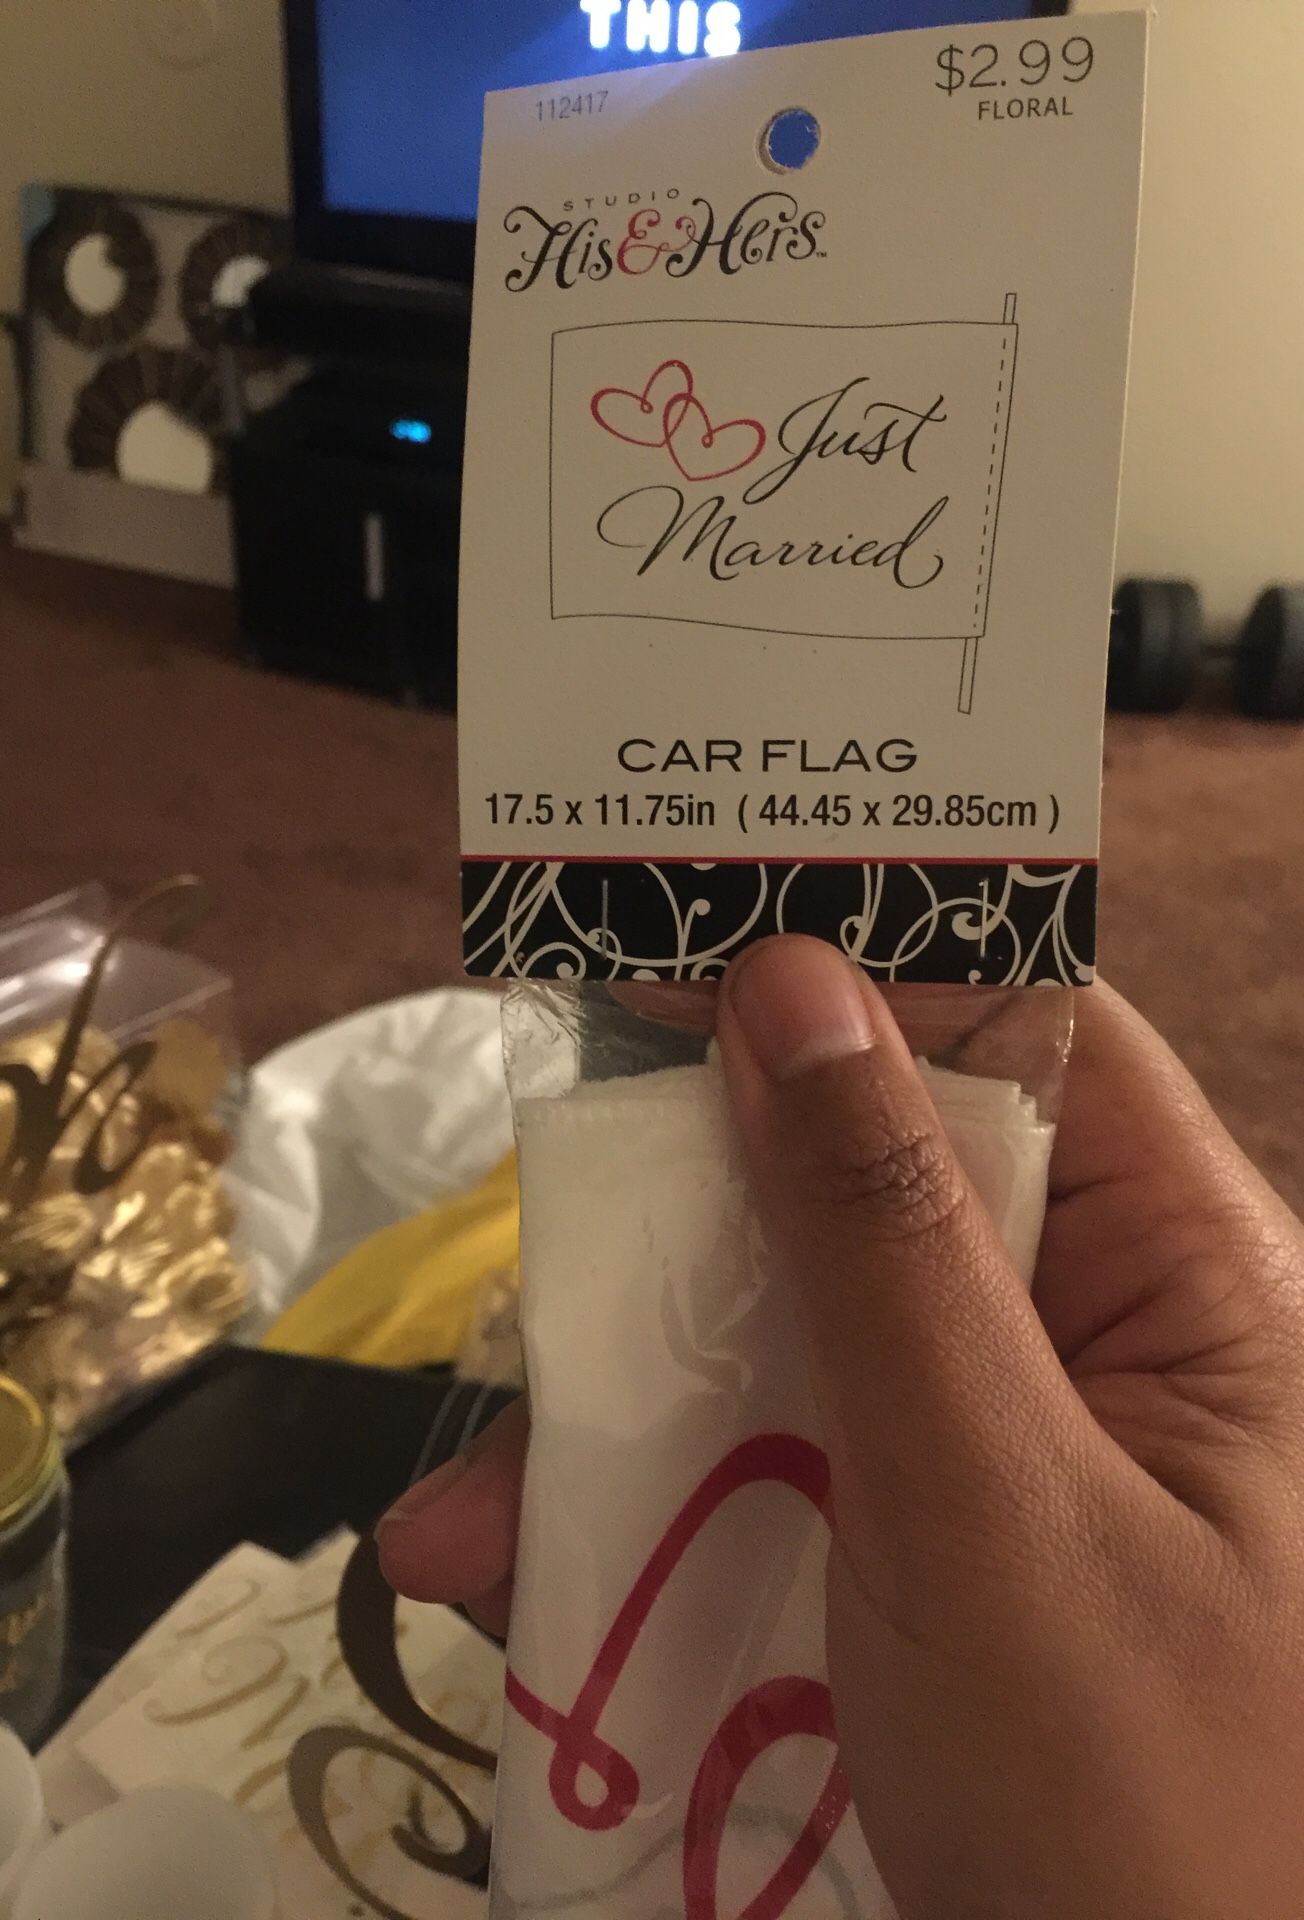 THIS
112417
$2.99
FLORAL
STUDIO
His & Hers™
Just
Married
CAR FLAG
17.5 x 11.75in ( 44.45 x 29.85cm )